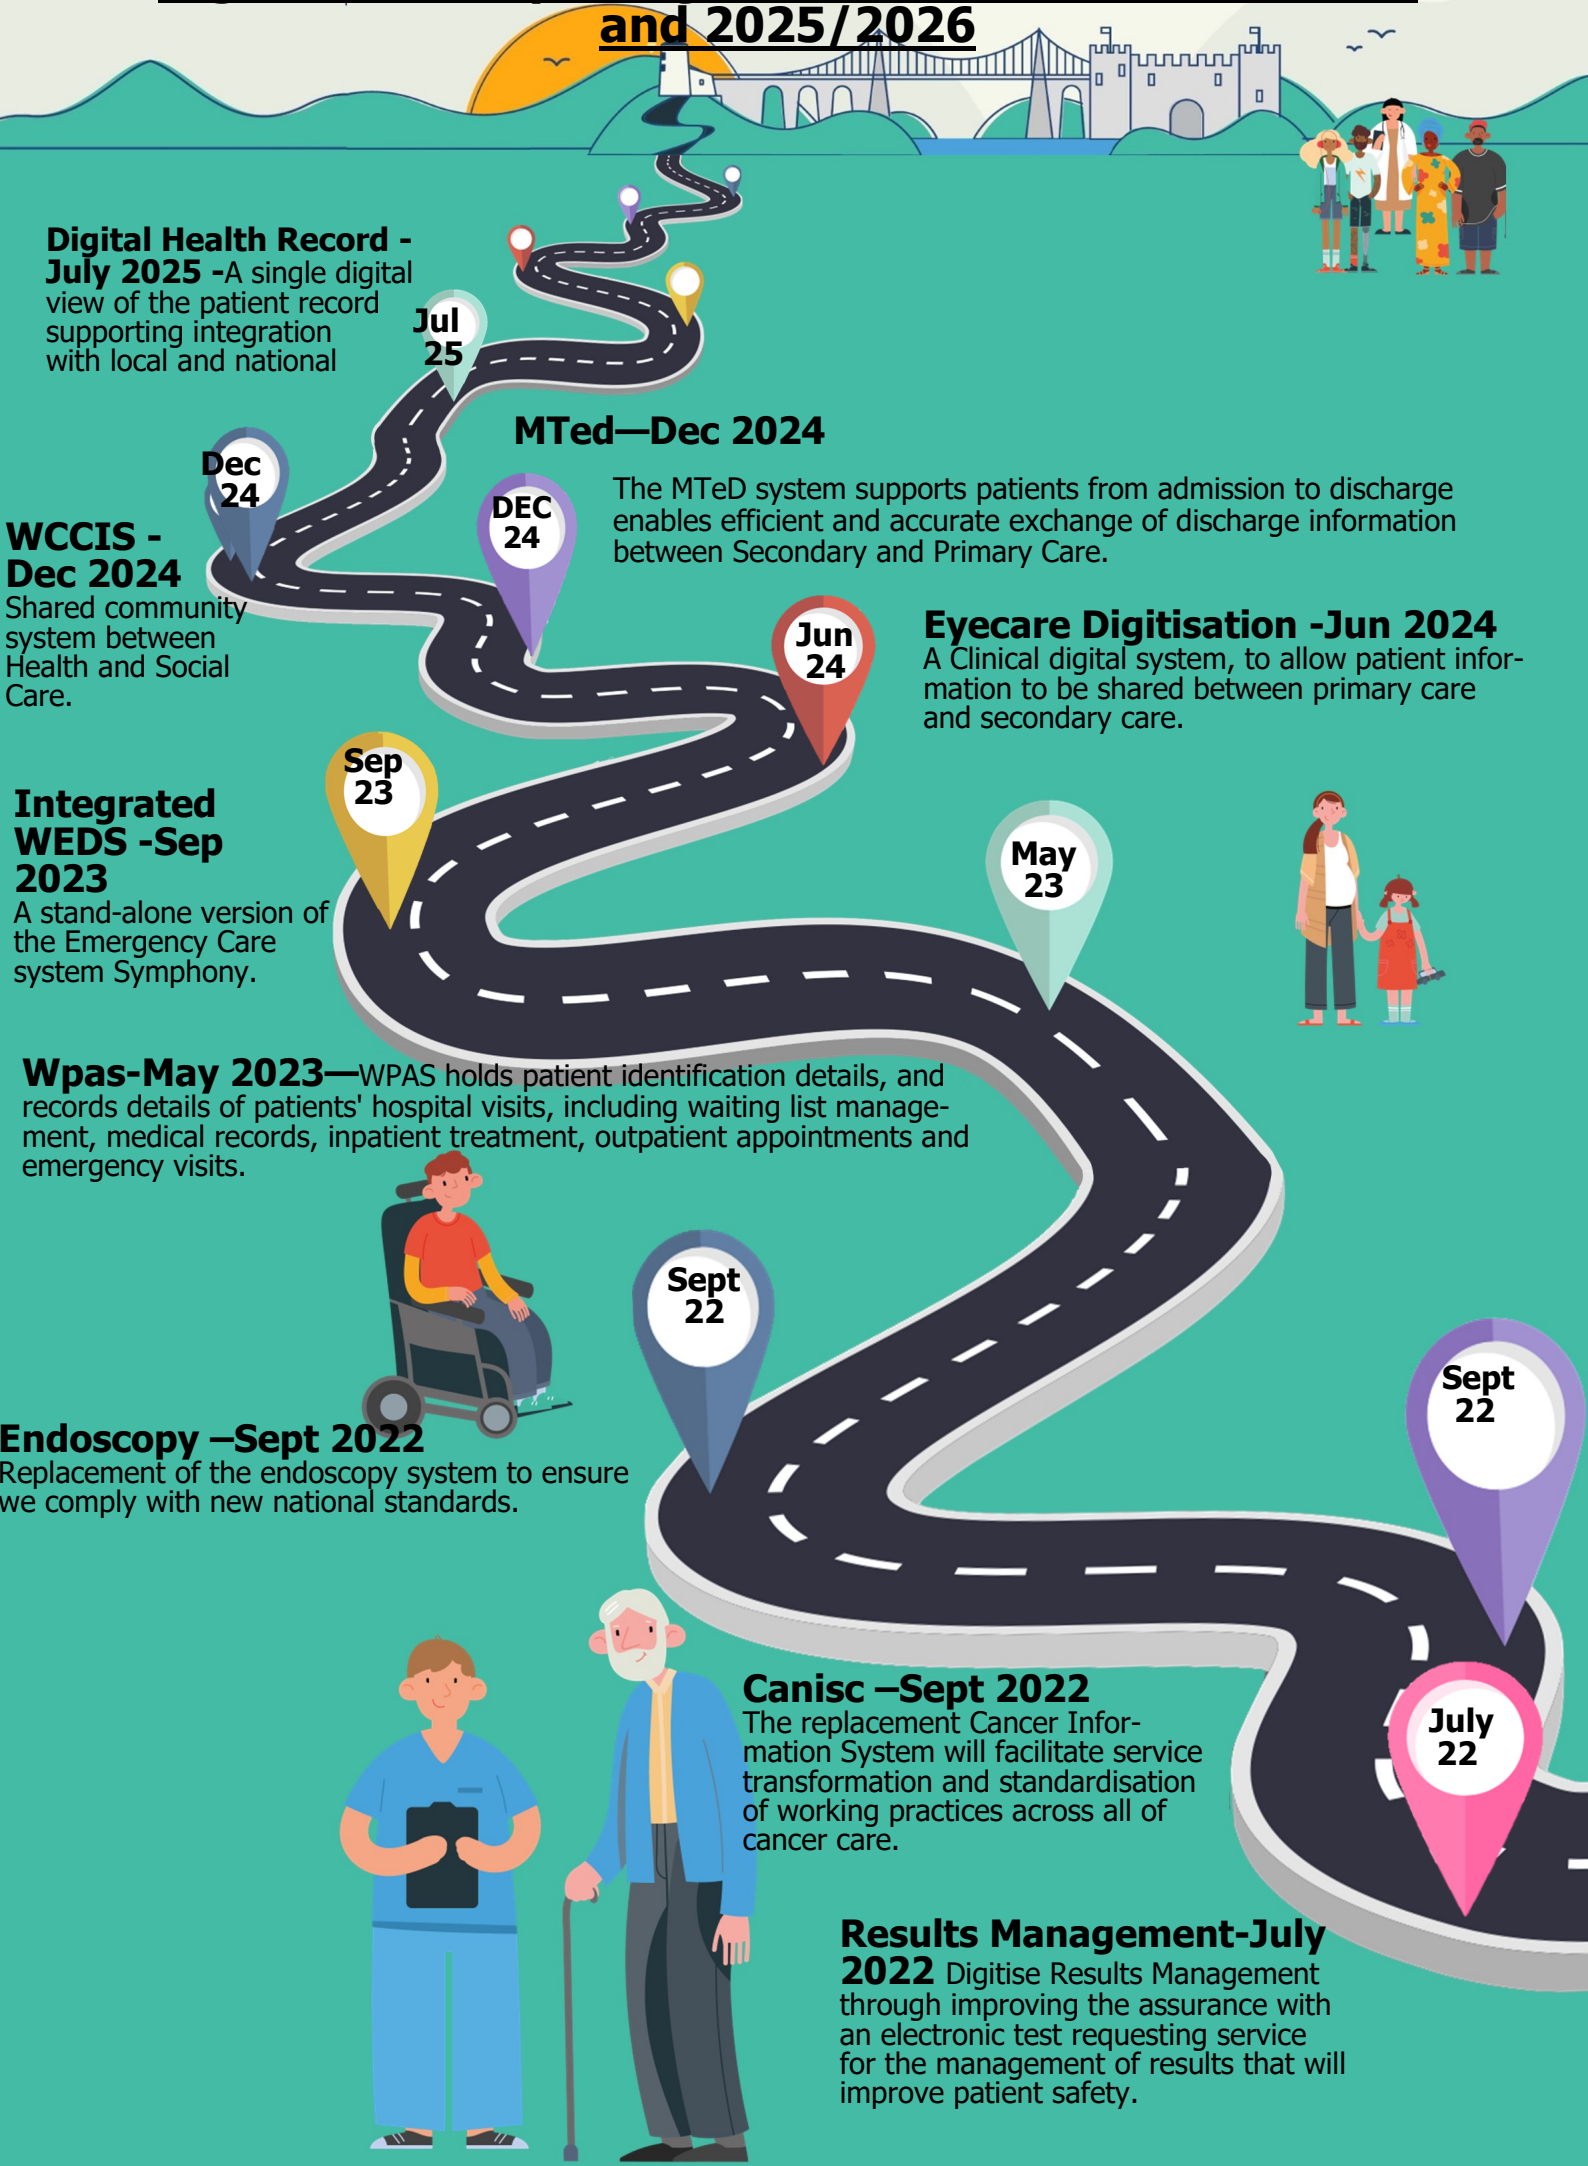 and 2025/2026
Digital Health Record -
July 2025 -A single digital
view of the patient record
supporting integration
with local and national
Jul
25
MTed—Dec 2024
The MTeD system supports patients from admission to discharge
enables efficient and accurate exchange of discharge information
between Secondary and Primary Care.
Dec
24
DEC
24
WCCIS -
Dec 2024
Shared community
system between
Health and Social
Care.
Jun
24
Eyecare Digitisation -Jun 2024
A Clinical digital system, to allow patient infor-
mation to be shared between primary care
and secondary care.
Sep
23
Integrated
WEDS -Sep
2023
A stand-alone version of
the Emergency Care
system Symphony.
May
23
Wpas-May 2023—WPAS holds patient identification details, and
records details of patients' hospital visits, including waiting list manage-
ment, medical records, inpatient treatment, outpatient appointments and
emergency visits.
Sept
22
Sept
22
Endoscopy –Sept 2022
Replacement of the endoscopy system to ensure
we comply with new national standards.
Canisc –Sept 2022
The replacement Cancer Infor-
mation System will facilitate service
transformation and standardisation
of working practices across all of
cancer care.
July
22
Results Management-July
2022 Digitise Results Management
through improving the assurance with
an electronic test requesting service
for the management of results that will
improve patient safety.